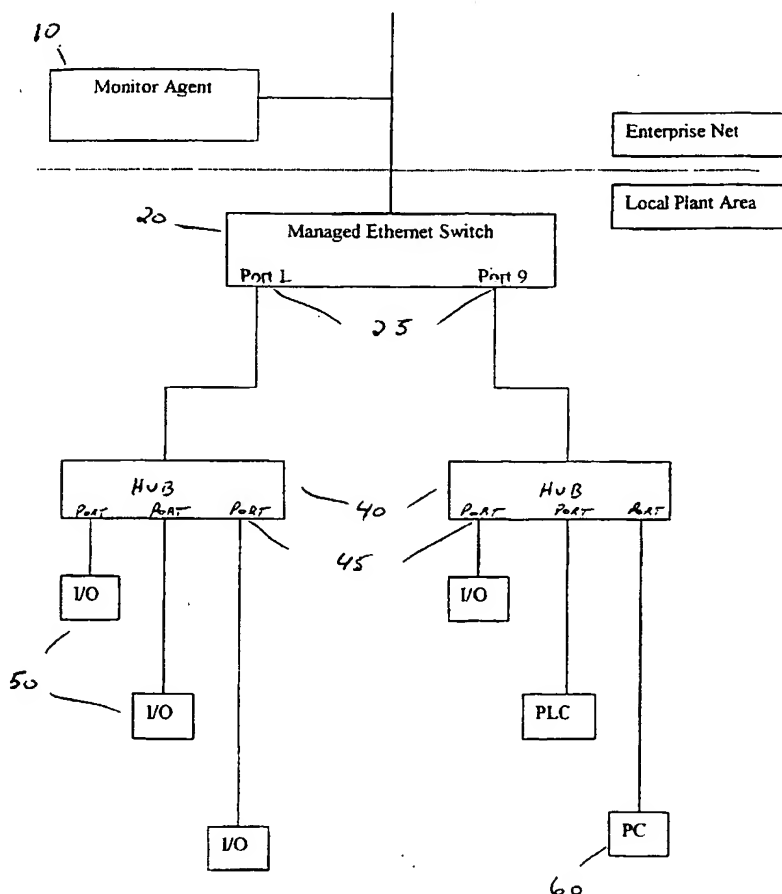 10
Monitor Agent
Enterprise Net
Local Plant Area
20
Managed Ethernet Switch
Port 1
Port 9
25
HUB
PORT PORT PORT
40
HUB
PORT PORT PORT
45
I/O
I/O
50
I/O
PLC
I/O
PC
60